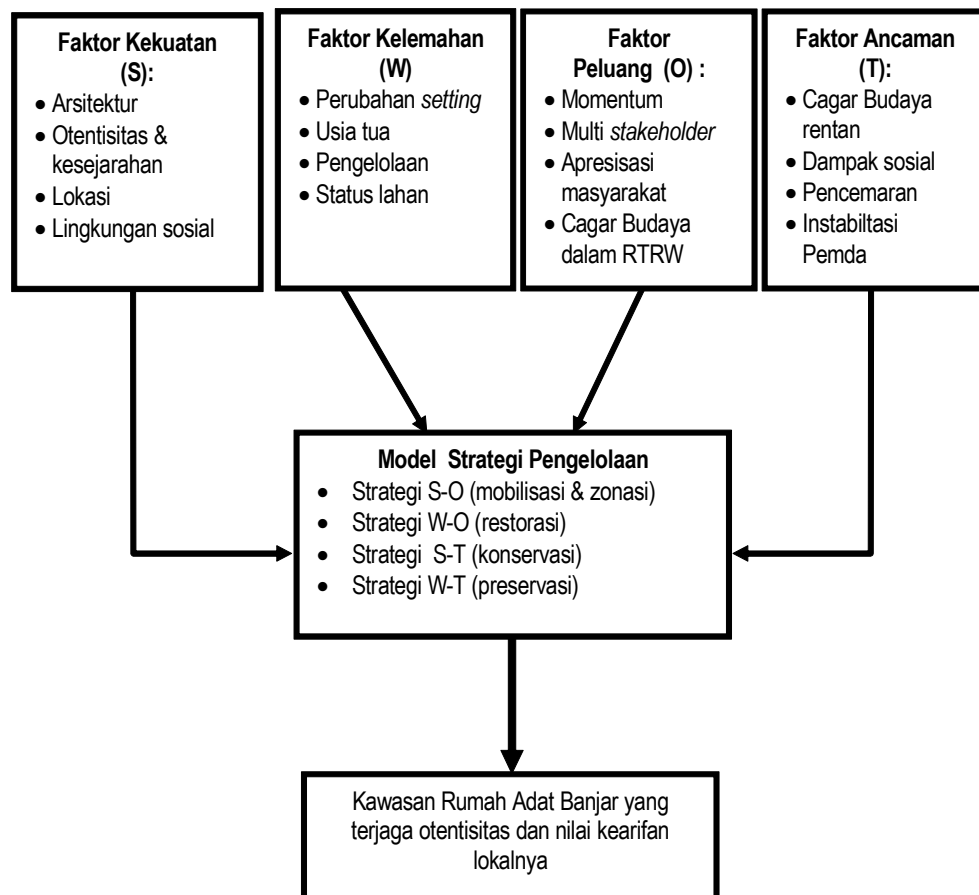 Faktor Kekuatan
(S):
• Arsitektur
• Otentisitas &
kesejarahan
• Lokasi
• Lingkungan sosial
Faktor Kelemahan
(W)
• Perubahan setting
• Usia tua
• Pengelolaan
• Status lahan
Faktor
Peluang (O) :
• Momentum
• Multi stakeholder
• Apresisasi
masyarakat
• Cagar Budaya
dalam RTRW
Faktor Ancaman
(T):
• Cagar Budaya
rentan
• Dampak sosial
• Pencemaran
• Instabiltasi
Pemda
Model Strategi Pengelolaan
• Strategi S-O (mobilisasi & zonasi)
• Strategi W-O (restorasi)
• Strategi S-T (konservasi)
• Strategi W-T (preservasi)
Kawasan Rumah Adat Banjar yang
terjaga otentisitas dan nilai kearifan
lokalnya